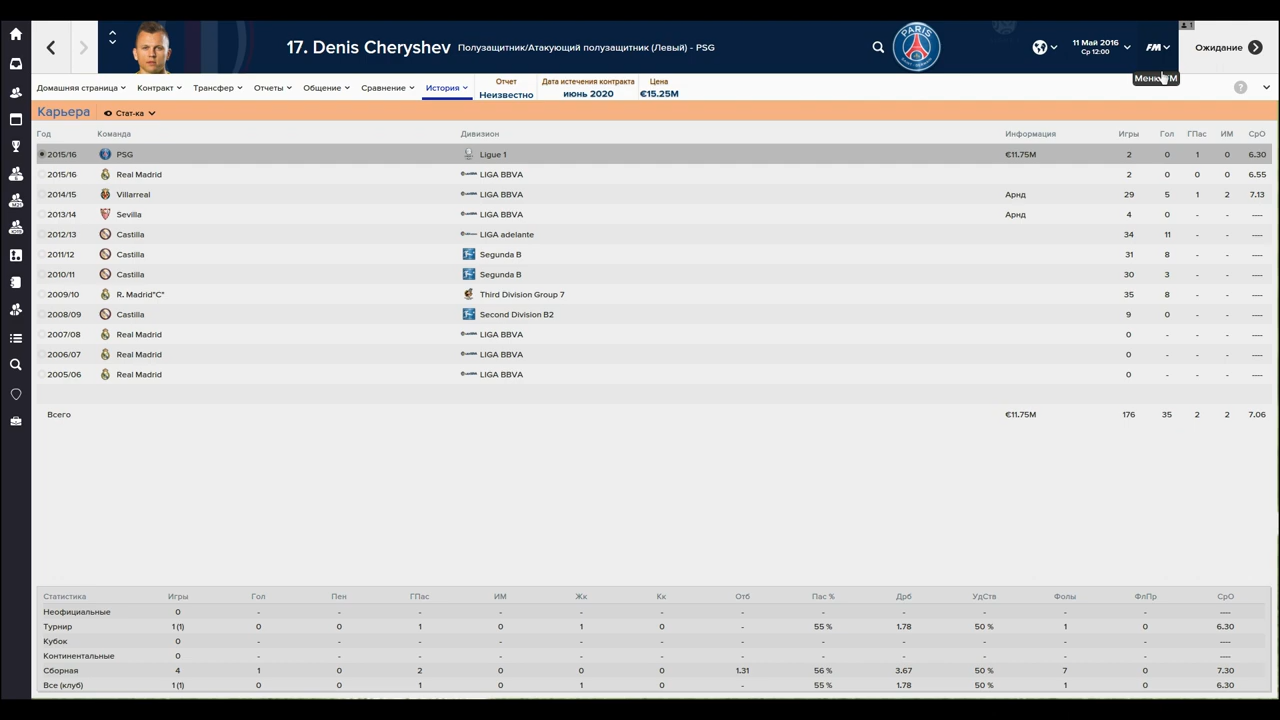 1
17. Denis Cheryshev Полузащитник/Атакующий полузащитник (Левый) - PSG
PARIS
11 Май 2016
Ср 12:00
FM
Ожидание
Домашняя страница Контракт Трансфер Отчеты Общение Сравнение История
Отчет
Неизвестно
Дата истечения контракта
июнь 2020
Цена
€15.25M
?
Карьера Стат-ка
Год Команда Дивизион Информация Игры Гол ГПас ИМ СрО
2015/16 PSG Ligue 1 €11.75M 2 0 1 0 6.30
2015/16 Real Madrid LIGA BBVA 2 0 0 0 6.55
2014/15 Villarreal LIGA BBVA Арнд 29 5 1 2 7.13
2013/14 Sevilla LIGA BBVA Арнд 4 0 - - ----
2012/13 Castilla LIGA adelante 34 11 - - ----
2011/12 Castilla Segunda B 31 8 - - ----
2010/11 Castilla Segunda B 30 3 - - ----
2009/10 R. Madrid"C" Third Division Group 7 35 8 - - ----
2008/09 Castilla Second Division B2 9 0 - - ----
2007/08 Real Madrid LIGA BBVA 0 - - - ----
2006/07 Real Madrid LIGA BBVA 0 - - - ----
2005/06 Real Madrid LIGA BBVA 0 - - - ----
Всего €11.75M 176 35 2 2 7.06
Статистика Игры Гол Пен ГПас ИМ Жк Кк Отб Пас % Дрб УдСтв Фолы ФлПр СрО
Неофициальные 0 - - - - - - - - - - - - ----
Турнир 1 (1) 0 0 1 0 1 0 - 55 % 1.78 50 % 1 0 6.30
Кубок 0 - - - - - - - - - - - - ----
Континентальные 0 - - - - - - - - - - - - ----
Сборная 4 1 0 2 0 0 0 1.31 56 % 3.67 50 % 7 0 7.30
Все (клуб) 1 (1) 0 0 1 0 1 0 - 55 % 1.78 50 % 1 0 6.30